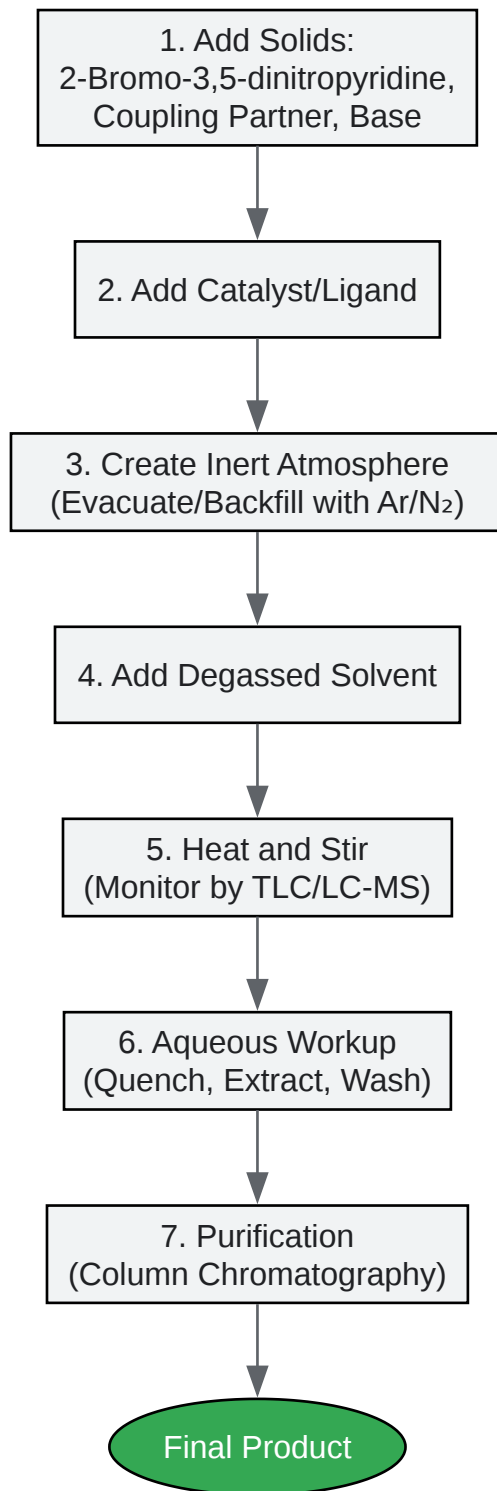 1. Add Solids:
2-Bromo-3,5-dinitropyridine,
Coupling Partner, Base
2. Add Catalyst/Ligand
3. Create Inert Atmosphere
(Evacuate/Backfill with Ar/N₂)
4. Add Degassed Solvent
5. Heat and Stir
(Monitor by TLC/LC-MS)
6. Aqueous Workup
(Quench, Extract, Wash)
7. Purification
(Column Chromatography)
Final Product